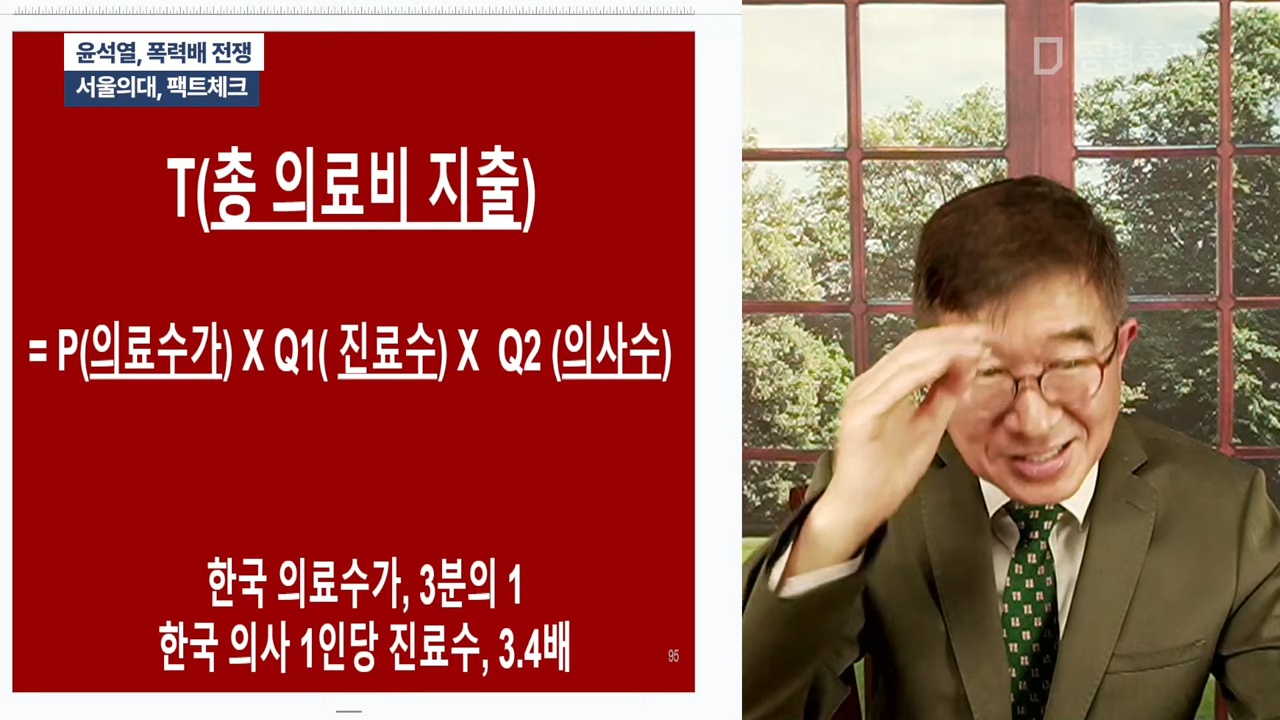 윤석열, 폭력배 전쟁
서울의대, 팩트체크
T(총 의료비 지출)
= P(의료수가) X Q1( 진료수) X Q2 (의사수)
한국 의료수가, 3분의 1
한국 의사 1인당 진료수, 3.4배
95
공병호